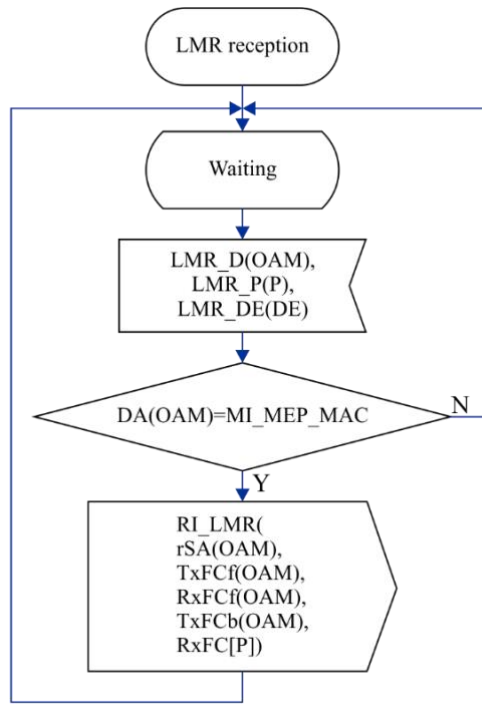 LMR reception
Waiting
LMR_D(OAM),
LMR_P(P),
LMR_DE(DE)
DA(OAM)=MI_MEP_MAC
N
Y
RI_LMR(
rSA(OAM),
TxFCf(OAM),
RxFCf(OAM),
TxFCb(OAM),
RxFC[P])